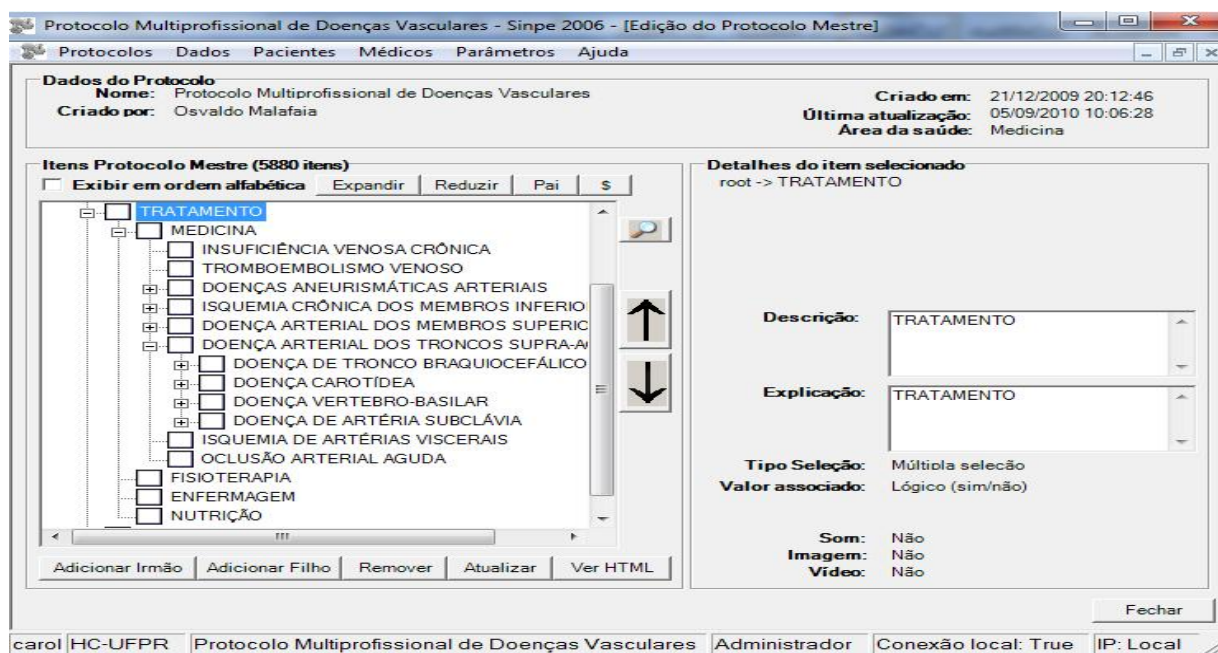 Protocolo Multiprofissional de Doenças Vasculares - Sinpe 2006 - [Edição do Protocolo Mestre]
Protocolos Dados Pacientes Médicos Parâmetros Ajuda
Dados do Protocolo
Nome: Protocolo Multiprofissional de Doenças Vasculares
Criado por: Osvaldo Malafaia
Criado em: 21/12/2009 20:12:46
Última atualização: 05/09/2010 10:06:28
Área da saúde: Medicina
Itens Protocolo Mestre (5880 itens)
Exibir em ordem alfabética Expandir Reduzir Pai $
TRATAMENTO
MEDICINA
INSUFICIÊNCIA VENOSA CRÔNICA
TROMBOEMBOLISMO VENOSO
DOENÇAS ANEURISMÁTICAS ARTERIAIS
ISQUEMIA CRÔNICA DOS MEMBROS INFERIO
DOENÇA ARTERIAL DOS MEMBROS SUPERIO
DOENÇA ARTERIAL DOS TRONCOS SUPRA-A
DOENÇA DE TRONCO BRAQUIOCEFÁLICO
DOENÇA CAROTÍDEA
DOENÇA VERTEBRO-BASILAR
DOENÇA DE ARTÉRIA SUBCLÁVIA
ISQUEMIA DE ARTÉRIAS VISCERAIS
OCLUSÃO ARTERIAL AGUDA
FISIOTERAPIA
ENFERMAGEM
NUTRIÇÃO
Adicionar Irmão Adicionar Filho Remover Atualizar Ver HTML
Detalhes do item selecionado
root -> TRATAMENTO
Descrição: TRATAMENTO
Explicação: TRATAMENTO
Tipo Seleção: Múltipla seleção
Valor associado: Lógico (sim/não)
Som: Não
Imagem: Não
Vídeo: Não
Fechar
carol HC-UFPR Protocolo Multiprofissional de Doenças Vasculares Administrador Conexão local: True IP: Local